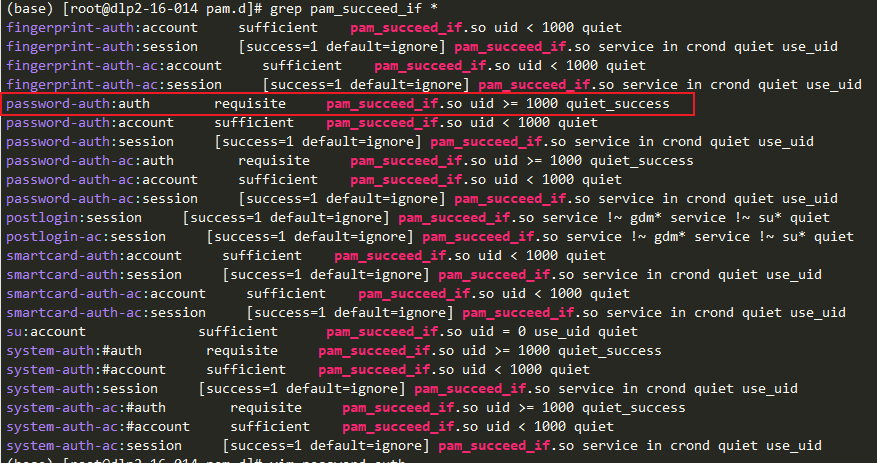 (base) [root@dlp2-16-014 pam.d]# grep pam_succeed_if *
fingerprint-auth:account     sufficient    pam_succeed_if.so uid < 1000 quiet
fingerprint-auth:session     [success=1 default=ignore] pam_succeed_if.so service in crond quiet use_uid
fingerprint-auth-ac:account     sufficient    pam_succeed_if.so uid < 1000 quiet
fingerprint-auth-ac:session     [success=1 default=ignore] pam_succeed_if.so service in crond quiet use_uid
password-auth:auth        requisite     pam_succeed_if.so uid >= 1000 quiet_success
password-auth:account     sufficient    pam_succeed_if.so uid < 1000 quiet
password-auth:session     [success=1 default=ignore] pam_succeed_if.so service in crond quiet use_uid
password-auth-ac:auth        requisite     pam_succeed_if.so uid >= 1000 quiet_success
password-auth-ac:account     sufficient    pam_succeed_if.so uid < 1000 quiet
password-auth-ac:session     [success=1 default=ignore] pam_succeed_if.so service in crond quiet use_uid
postlogin:session     [success=1 default=ignore] pam_succeed_if.so service !~ gdm* service !~ su* quiet
postlogin-ac:session     [success=1 default=ignore] pam_succeed_if.so service !~ gdm* service !~ su* quiet
smartcard-auth:account     sufficient    pam_succeed_if.so uid < 1000 quiet
smartcard-auth:session     [success=1 default=ignore] pam_succeed_if.so service in crond quiet use_uid
smartcard-auth-ac:account     sufficient    pam_succeed_if.so uid < 1000 quiet
smartcard-auth-ac:session     [success=1 default=ignore] pam_succeed_if.so service in crond quiet use_uid
su:account              sufficient      pam_succeed_if.so uid = 0 use_uid quiet
system-auth:#auth        requisite     pam_succeed_if.so uid >= 1000 quiet_success
system-auth:#account     sufficient    pam_succeed_if.so uid < 1000 quiet
system-auth:session     [success=1 default=ignore] pam_succeed_if.so service in crond quiet use_uid
system-auth-ac:#auth        requisite     pam_succeed_if.so uid >= 1000 quiet_success
system-auth-ac:#account     sufficient    pam_succeed_if.so uid < 1000 quiet
system-auth-ac:session     [success=1 default=ignore] pam_succeed_if.so service in crond quiet use_uid
(base) [root@dlp2-16-014 pam.d]# vim password-auth